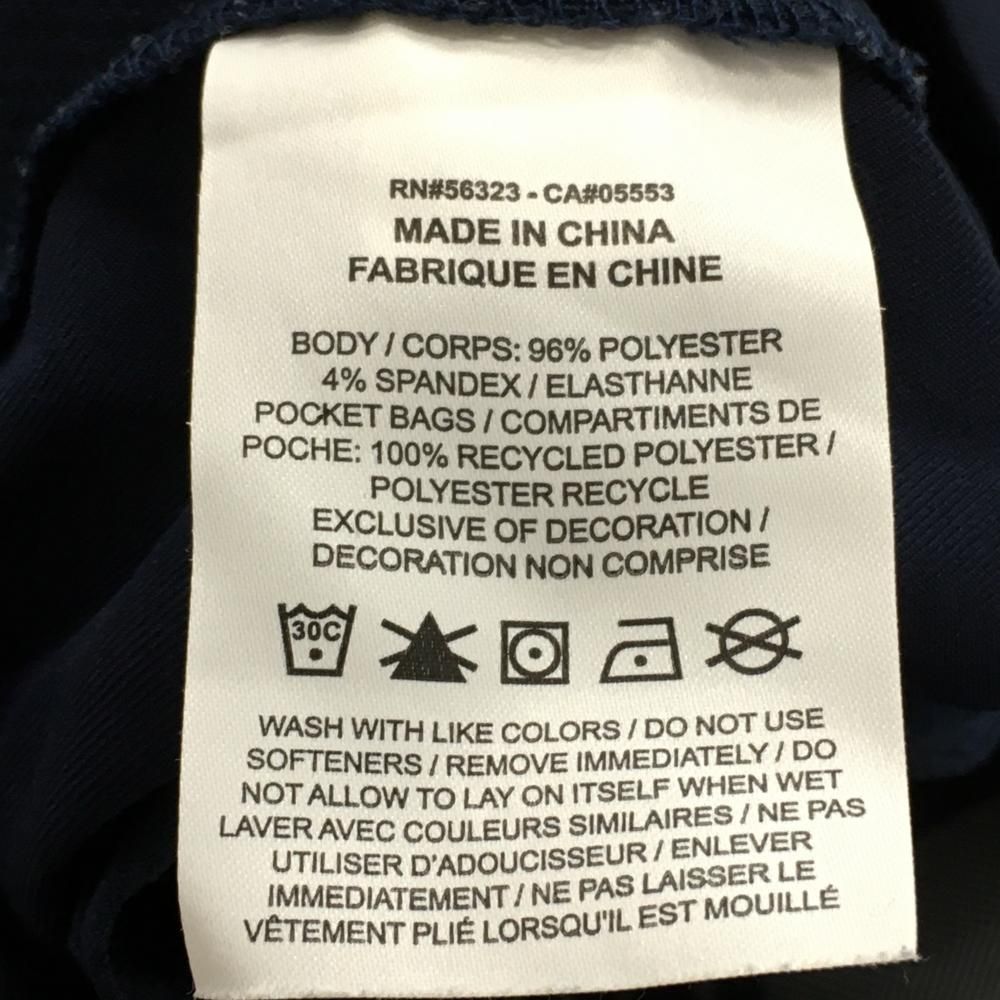 RN#56323 - CA#05553
MADE IN CHINA
FABRIQUE EN CHINE
BODY / CORPS: 96% POLYESTER
4% SPANDEX / ELASTHANNE
POCKET BAGS / COMPARTIMENTS DE
POCHE: 100% RECYCLED POLYESTER /
POLYESTER RECYCLE
EXCLUSIVE OF DECORATION /
DECORATION NON COMPRISE
30C
WASH WITH LIKE COLORS / DO NOT USE
SOFTENERS / REMOVE IMMEDIATELY / DO
NOT ALLOW TO LAY ON ITSELF WHEN WET
LAVER AVEC COULEURS SIMILAIRES / NE PAS
UTILISER D'ADOUCISSEUR / ENLEVER
IMMEDIATEMENT / NE PAS LAISSER LE
VÊTEMENT PLIÉ LORSQU'IL EST MOUILLÉ